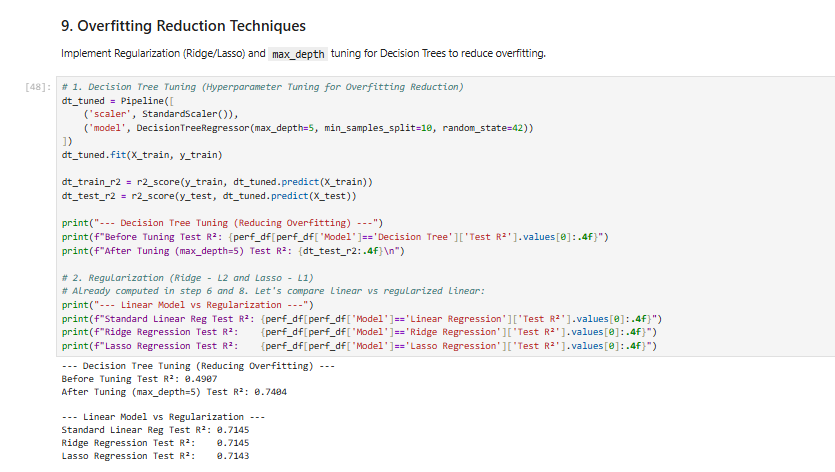 9. Overfitting Reduction Techniques
Implement Regularization (Ridge/Lasso) and max_depth tuning for Decision Trees to reduce overfitting.
[48]:
# 1. Decision Tree Tuning (Hyperparameter Tuning for Overfitting Reduction)
dt_tuned = Pipeline([
    ('scaler', StandardScaler()),
    ('model', DecisionTreeRegressor(max_depth=5, min_samples_split=10, random_state=42))
])
dt_tuned.fit(X_train, y_train)

dt_train_r2 = r2_score(y_train, dt_tuned.predict(X_train))
dt_test_r2 = r2_score(y_test, dt_tuned.predict(X_test))

print("--- Decision Tree Tuning (Reducing Overfitting) ---")
print(f"Before Tuning Test R²: {perf_df[perf_df['Model']=='Decision Tree']['Test R²'].values[0]:.4f}")
print(f"After Tuning (max_depth=5) Test R²: {dt_test_r2:.4f}\n")

# 2. Regularization (Ridge - L2 and Lasso - L1)
# Already computed in step 6 and 8. Let's compare linear vs regularized linear:
print("--- Linear Model vs Regularization ---")
print(f"Standard Linear Reg Test R²: {perf_df[perf_df['Model']=='Linear Regression']['Test R²'].values[0]:.4f}")
print(f"Ridge Regression Test R²:    {perf_df[perf_df['Model']=='Ridge Regression']['Test R²'].values[0]:.4f}")
print(f"Lasso Regression Test R²:    {perf_df[perf_df['Model']=='Lasso Regression']['Test R²'].values[0]:.4f}")
--- Decision Tree Tuning (Reducing Overfitting) ---
Before Tuning Test R²: 0.4907
After Tuning (max_depth=5) Test R²: 0.7404

--- Linear Model vs Regularization ---
Standard Linear Reg Test R²: 0.7145
Ridge Regression Test R²:    0.7145
Lasso Regression Test R²:    0.7143